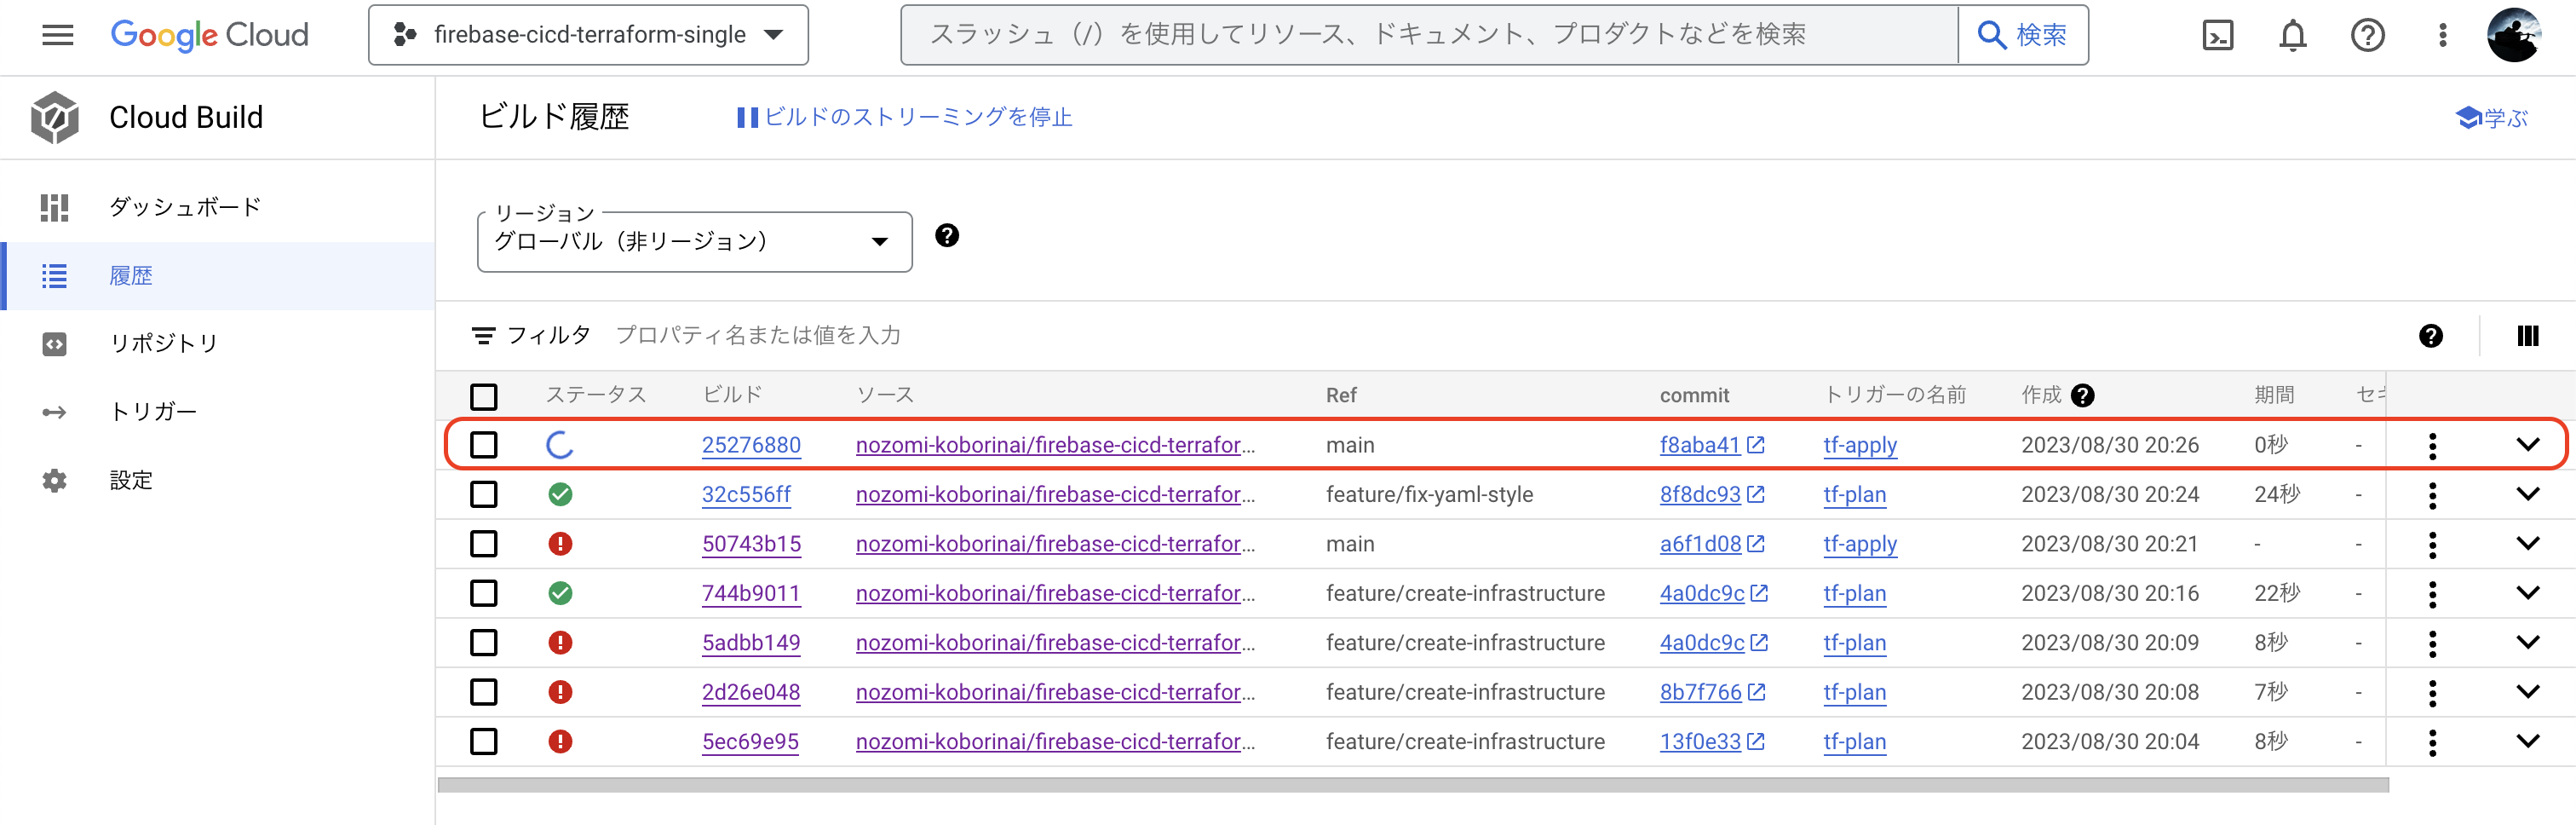 Google Cloud
firebase-cicd-terraform-single
スラッシュ（/）を使用してリソース、ドキュメント、プロダクトなどを検索
検索
Cloud Build
ビルド履歴
ビルドのストリーミングを停止
学ぶ
ダッシュボード
履歴
リポジトリ
トリガー
設定
リージョン
グローバル（非リージョン）
フィルタ プロパティ名または値を入力
ステータス ビルド ソース Ref commit トリガーの名前 作成 期間 セキ
25276880 nozomi-koborinai/firebase-cicd-terrafor... main f8aba41 tf-apply 2023/08/30 20:26 0秒 -
32c556ff nozomi-koborinai/firebase-cicd-terrafor... feature/fix-yaml-style 8f8dc93 tf-plan 2023/08/30 20:24 24秒 -
50743b15 nozomi-koborinai/firebase-cicd-terrafor... main a6f1d08 tf-apply 2023/08/30 20:21 - -
744b9011 nozomi-koborinai/firebase-cicd-terrafor... feature/create-infrastructure 4a0dc9c tf-plan 2023/08/30 20:16 22秒 -
5adbb149 nozomi-koborinai/firebase-cicd-terrafor... feature/create-infrastructure 4a0dc9c tf-plan 2023/08/30 20:09 8秒 -
2d26e048 nozomi-koborinai/firebase-cicd-terrafor... feature/create-infrastructure 8b7f766 tf-plan 2023/08/30 20:08 7秒 -
5ec69e95 nozomi-koborinai/firebase-cicd-terrafor... feature/create-infrastructure 13f0e33 tf-plan 2023/08/30 20:04 8秒 -